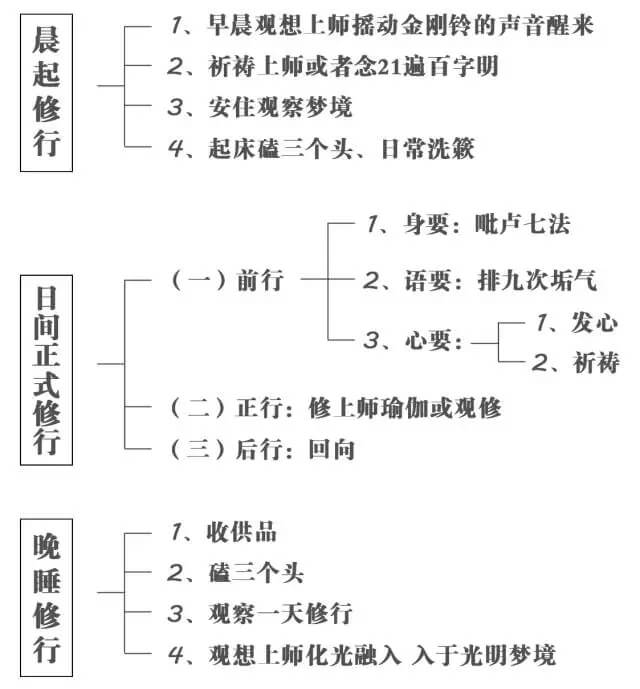 晨起修行
1、早晨观想上师摇动金刚铃的声音醒来
2、祈祷上师或者念21遍百字明
3、安住观察梦境
4、起床磕三个头、日常洗簌
日间正式修行
（一）前行
1、身要：毗卢七法
2、语要：排九次垢气
3、心要：
1、发心
2、祈祷
（二）正行：修上师瑜伽或观修
（三）后行：回向
晚睡修行
1、收供品
2、磕三个头
3、观察一天修行
4、观想上师化光融入 入于光明梦境